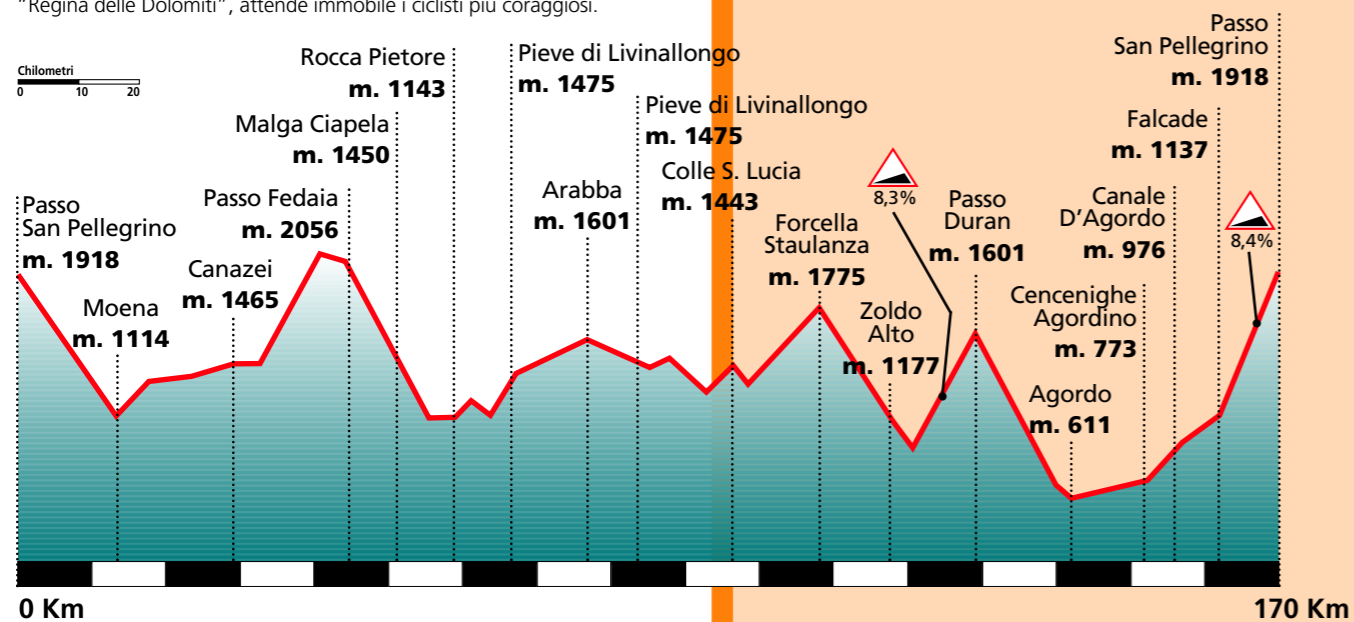 “Regina delle Dolomiti”, attende immobile i ciclisti più coraggiosi.
Chilometri
0 10 20
Passo
San Pellegrino
m. 1918
Moena
m. 1114
Canazei
m. 1465
Passo Fedaia
m. 2056
Malga Ciapela
m. 1450
Rocca Pietore
m. 1143
Pieve di Livinallongo
m. 1475
Arabba
m. 1601
Pieve di Livinallongo
m. 1475
Colle S. Lucia
m. 1443
Forcella
Staulanza
m. 1775
Zoldo
Alto
m. 1177
8,3%
Passo
Duran
m. 1601
Agordo
m. 611
Cencenighe
Agordino
m. 773
Canale
D’Agordo
m. 976
Falcade
m. 1137
Passo
San Pellegrino
m. 1918
8,4%
0 Km
170 Km